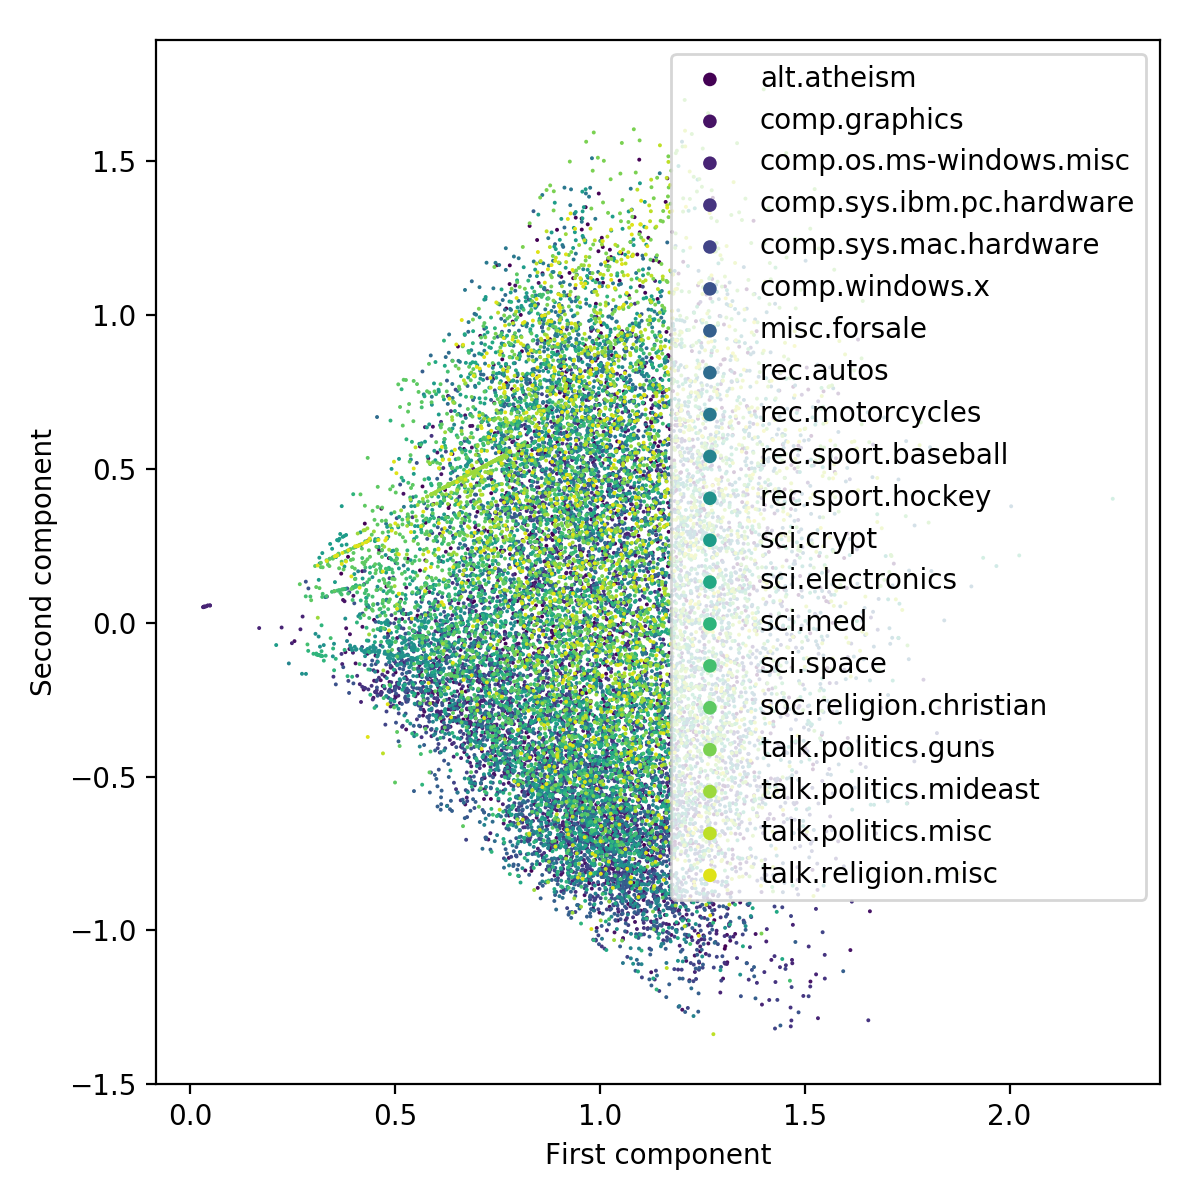 alt.atheism
comp.graphics
comp.os.ms-windows.misc
comp.sys.ibm.pc.hardware
comp.sys.mac.hardware
comp.windows.x
misc.forsale
rec.autos
rec.motorcycles
rec.sport.baseball
rec.sport.hockey
sci.crypt
sci.electronics
sci.med
sci.space
soc.religion.christian
talk.politics.guns
talk.politics.mideast
talk.politics.misc
talk.religion.misc
1.5
1.0
0.5
0.0
−0.5
−1.0
−1.5
Second component
0.0 0.5 1.0 1.5 2.0
First component